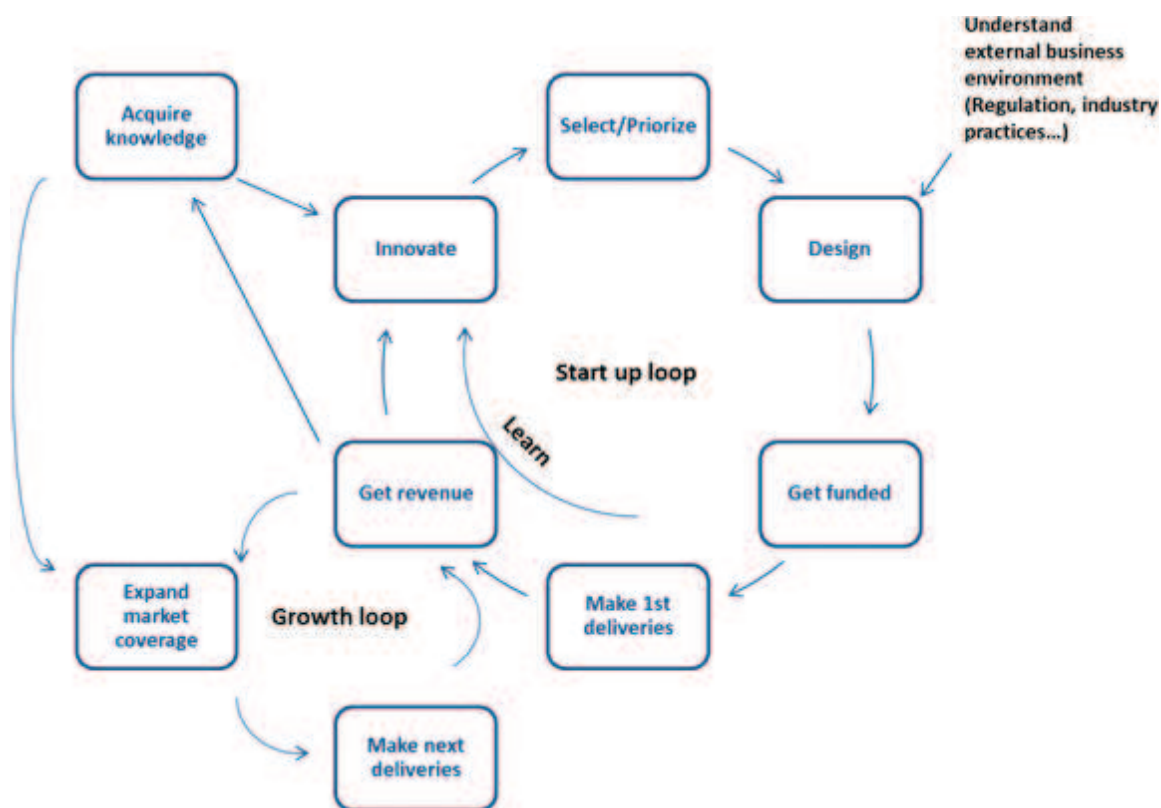 Understand
external business
environment
(Regulation, industry
practices...)
Acquire
knowledge
Select/Priorize
Innovate
Design
Start up loop
Learn
Get revenue
Get funded
Expand
market
coverage
Growth loop
Make 1st
deliveries
Make next
deliveries